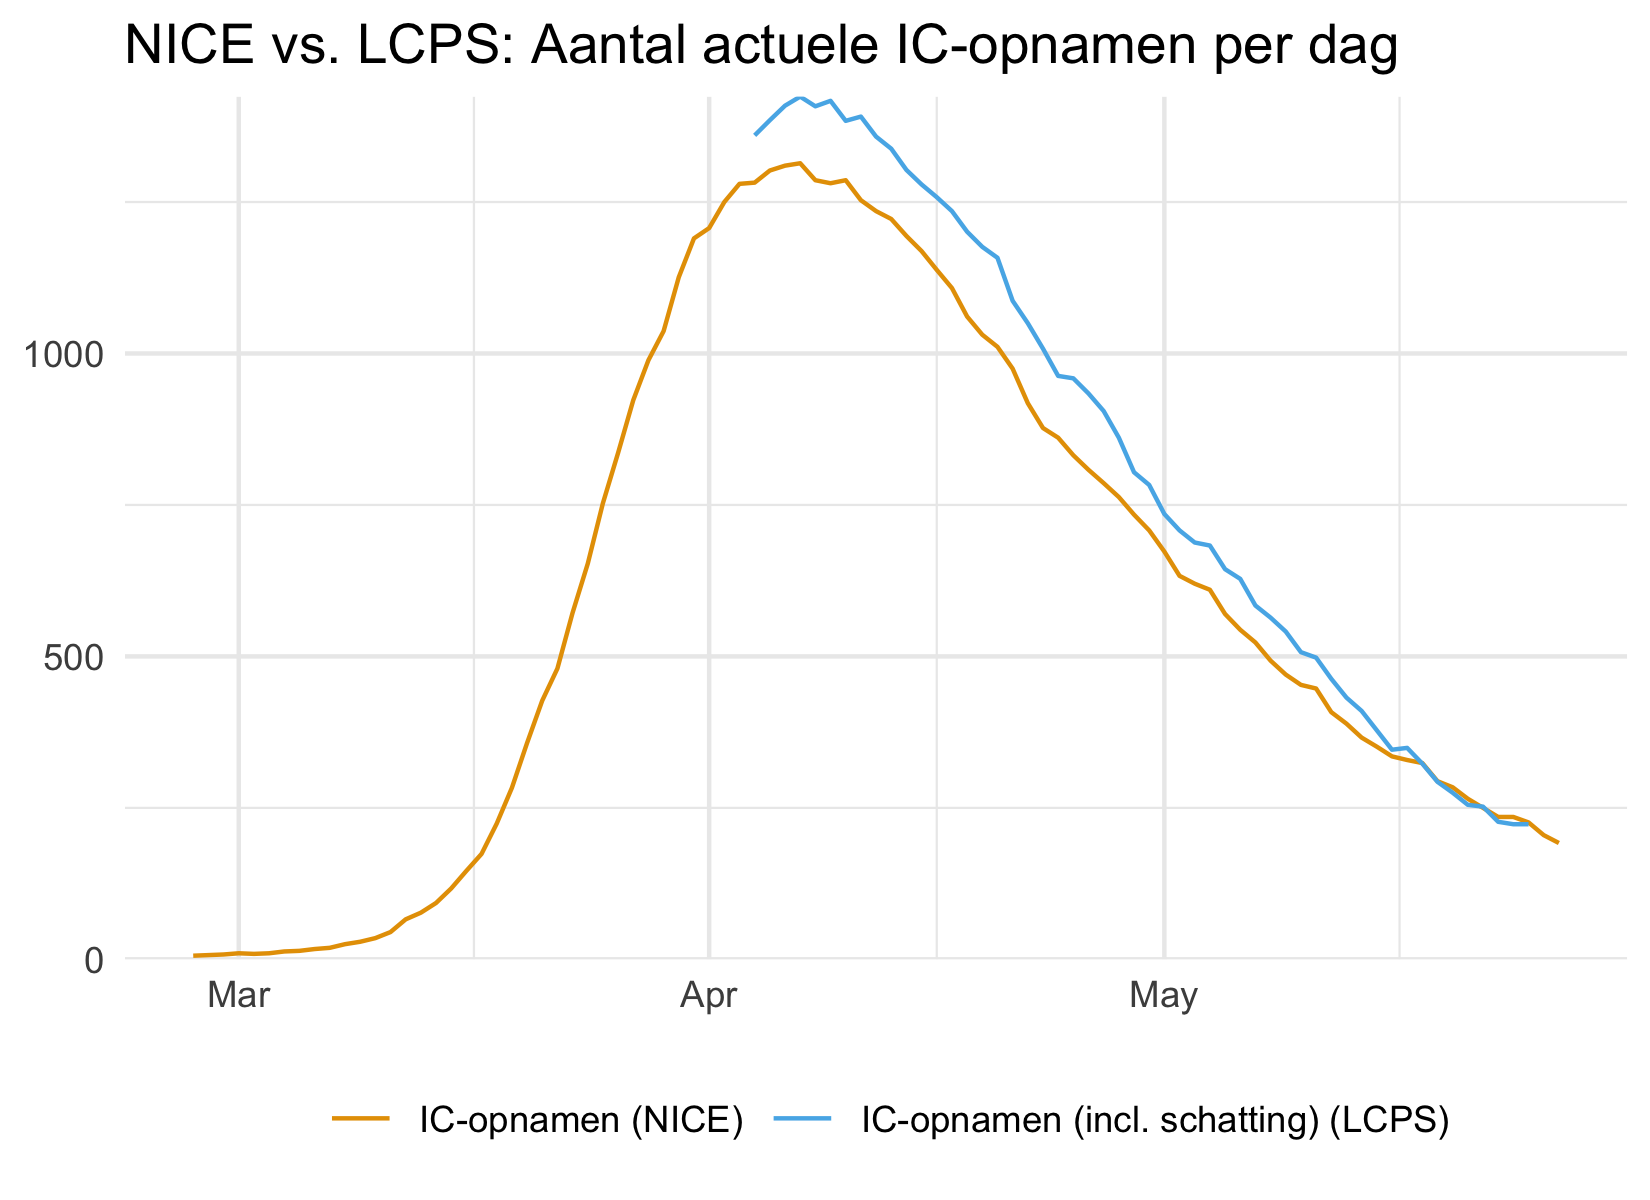 NICE vs. LCPS: Aantal actuele IC-opnamen per dag
1000
500
0
Mar Apr May
IC-opnamen (NICE) IC-opnamen (incl. schatting) (LCPS)